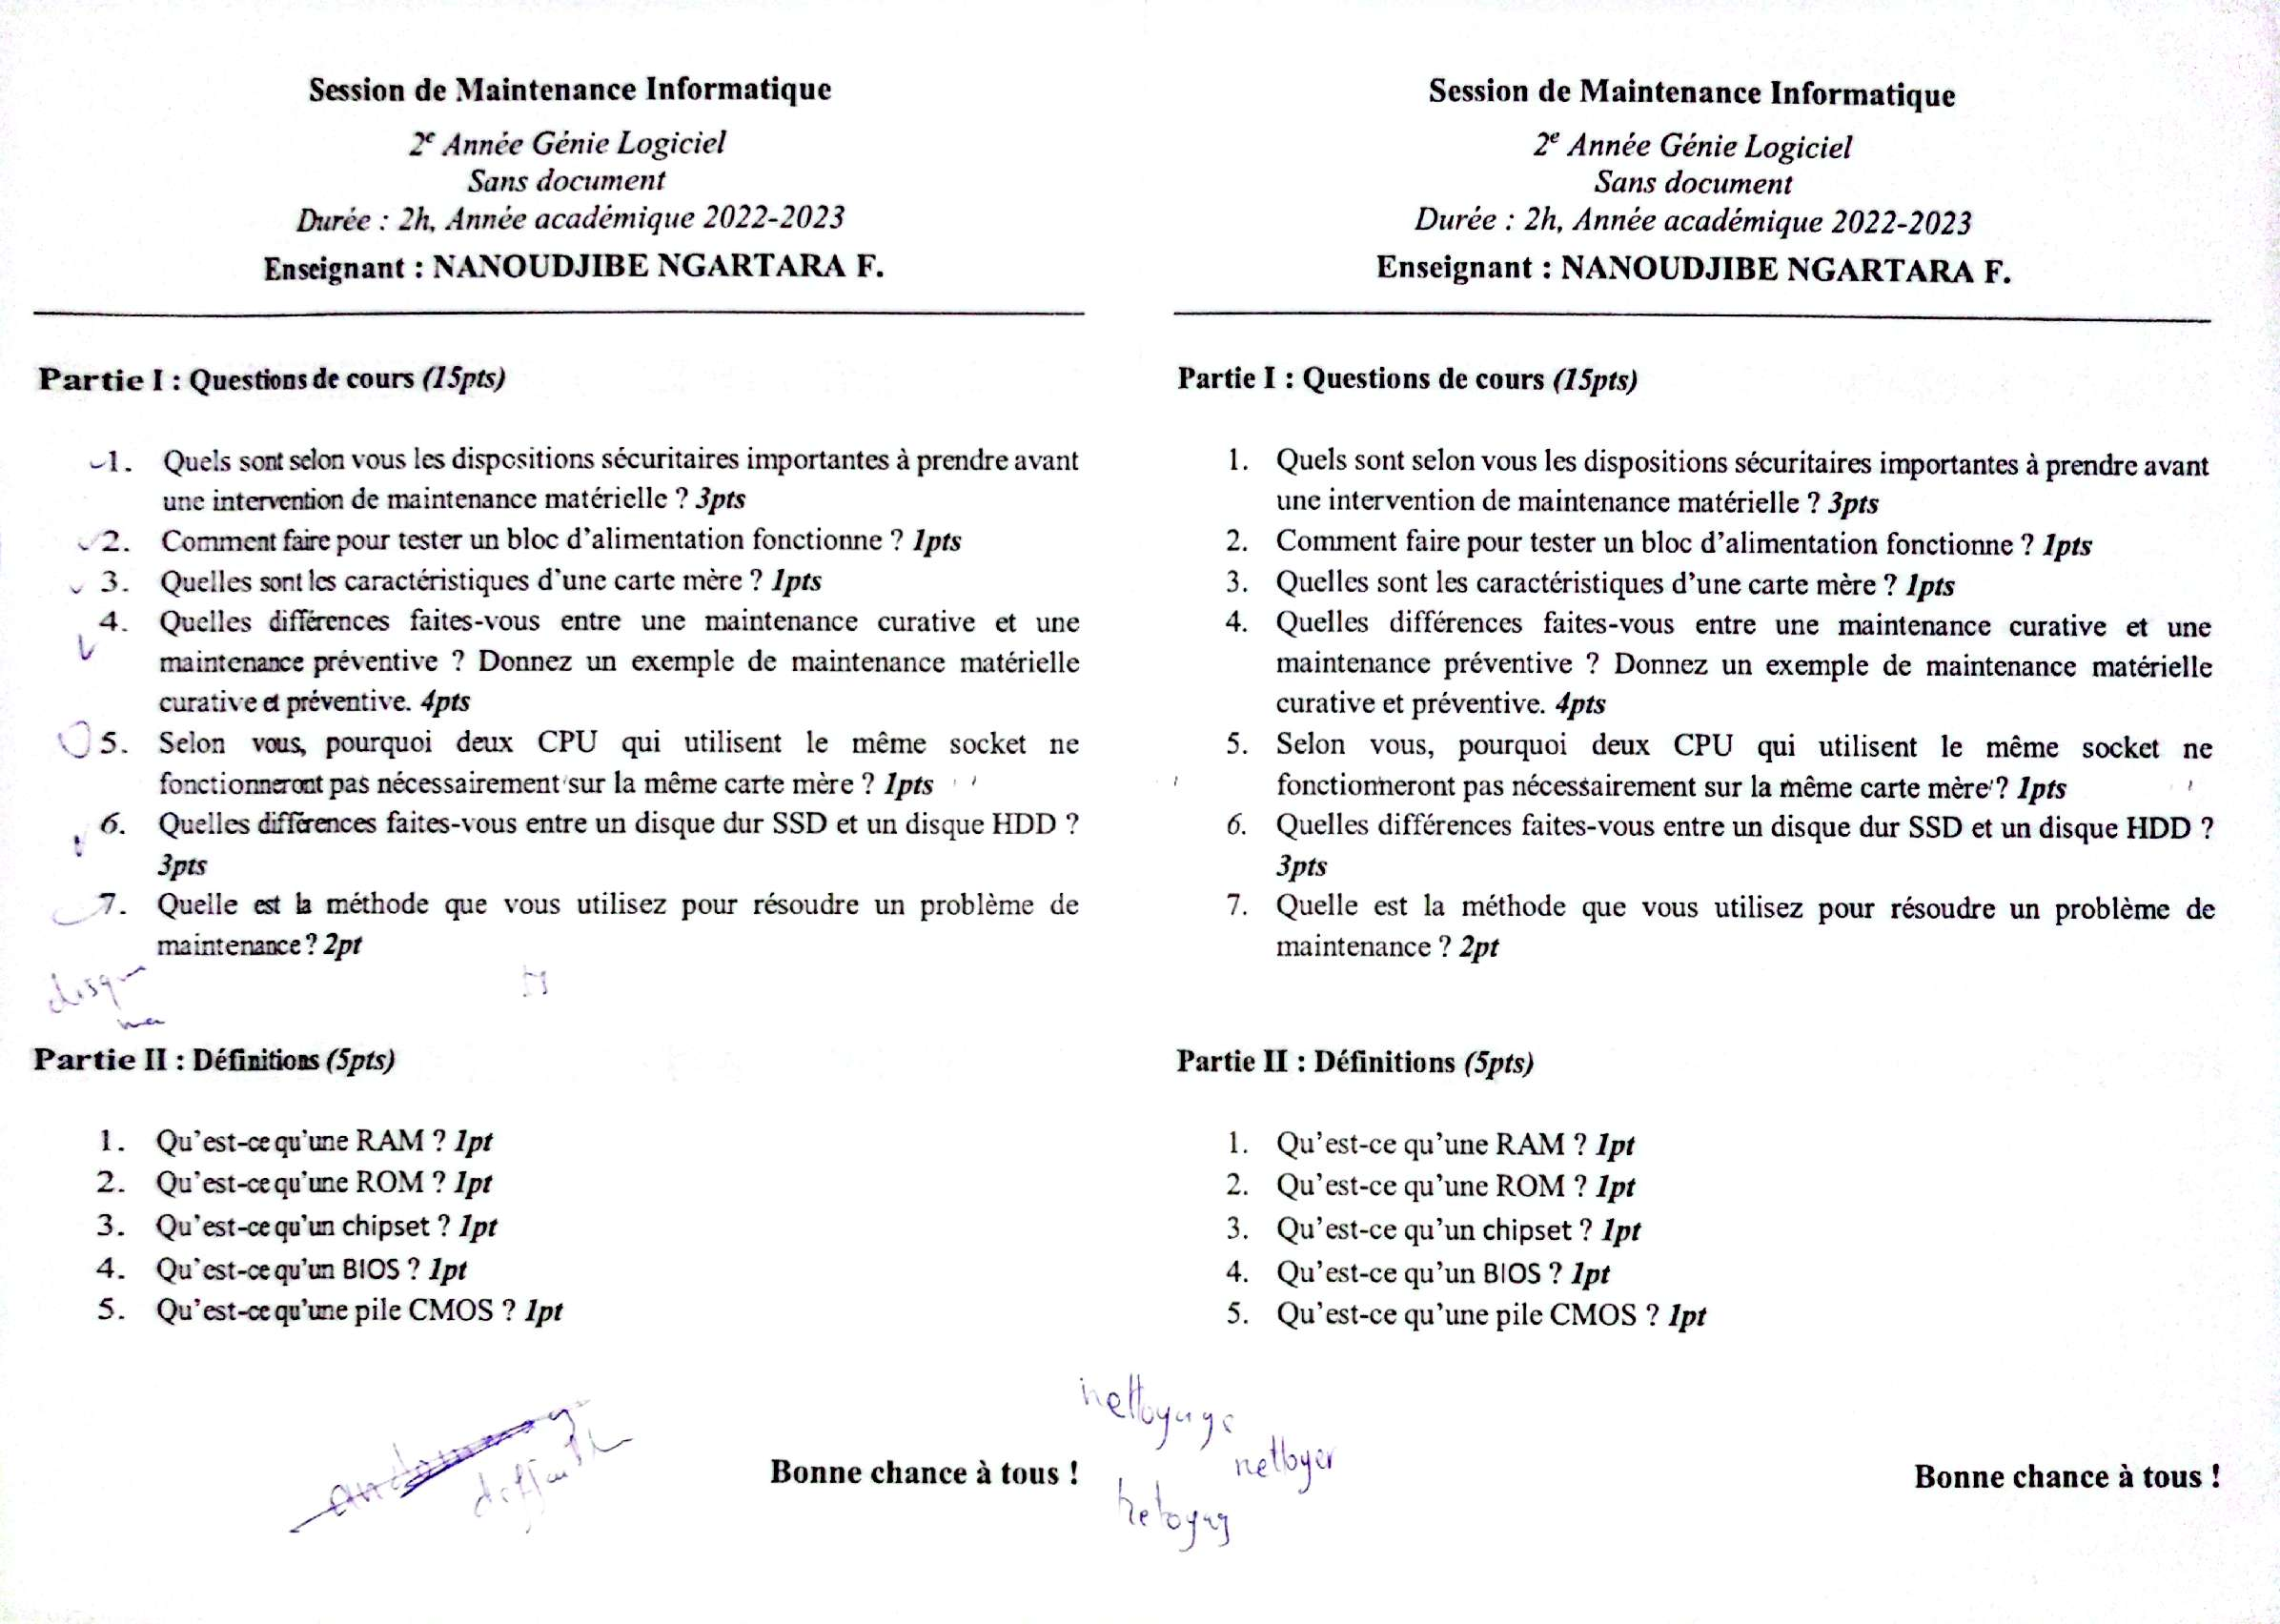 Session de Maintenance Informatique
2e Année Génie Logiciel
Sans document
Durée : 2h, Année académique 2022-2023
Enseignant : NANOUDJIBE NGARTARA F.
Partie I : Questions de cours (15pts)
1. Quels sont selon vous les dispositions sécuritaires importantes à prendre avant
une intervention de maintenance matérielle ? 3pts
2. Comment faire pour tester un bloc d'alimentation fonctionne ? 1pts
3. Quelles sont les caractéristiques d'une carte mère ? 1pts
4. Quelles différences faites-vous entre une maintenance curative et une
maintenance préventive ? Donnez un exemple de maintenance matérielle
curative et préventive. 4pts
5. Selon vous, pourquoi deux CPU qui utilisent le même socket ne
fonctionneront pas nécessairement sur la même carte mère ? 1pts
6. Quelles différences faites-vous entre un disque dur SSD et un disque HDD ?
3pts
7. Quelle est la méthode que vous utilisez pour résoudre un problème de
maintenance ? 2pt
Partie II : Définitions (5pts)
1. Qu'est-ce qu'une RAM ? 1pt
2. Qu'est-ce qu'une ROM ? 1pt
3. Qu'est-ce qu'un chipset ? 1pt
4. Qu'est-ce qu'un BIOS ? 1pt
5. Qu'est-ce qu'une pile CMOS ? 1pt
Bonne chance à tous !
Session de Maintenance Informatique
2e Année Génie Logiciel
Sans document
Durée : 2h, Année académique 2022-2023
Enseignant : NANOUDJIBE NGARTARA F.
Partie I : Questions de cours (15pts)
1. Quels sont selon vous les dispositions sécuritaires importantes à prendre avant
une intervention de maintenance matérielle ? 3pts
2. Comment faire pour tester un bloc d'alimentation fonctionne ? 1pts
3. Quelles sont les caractéristiques d'une carte mère ? 1pts
4. Quelles différences faites-vous entre une maintenance curative et une
maintenance préventive ? Donnez un exemple de maintenance matérielle
curative et préventive. 4pts
5. Selon vous, pourquoi deux CPU qui utilisent le même socket ne
fonctionneront pas nécessairement sur la même carte mère ? 1pts
6. Quelles différences faites-vous entre un disque dur SSD et un disque HDD ?
3pts
7. Quelle est la méthode que vous utilisez pour résoudre un problème de
maintenance ? 2pt
Partie II : Définitions (5pts)
1. Qu'est-ce qu'une RAM ? 1pt
2. Qu'est-ce qu'une ROM ? 1pt
3. Qu'est-ce qu'un chipset ? 1pt
4. Qu'est-ce qu'un BIOS ? 1pt
5. Qu'est-ce qu'une pile CMOS ? 1pt
nettoyage
nettoyer
Bonne chance à tous !